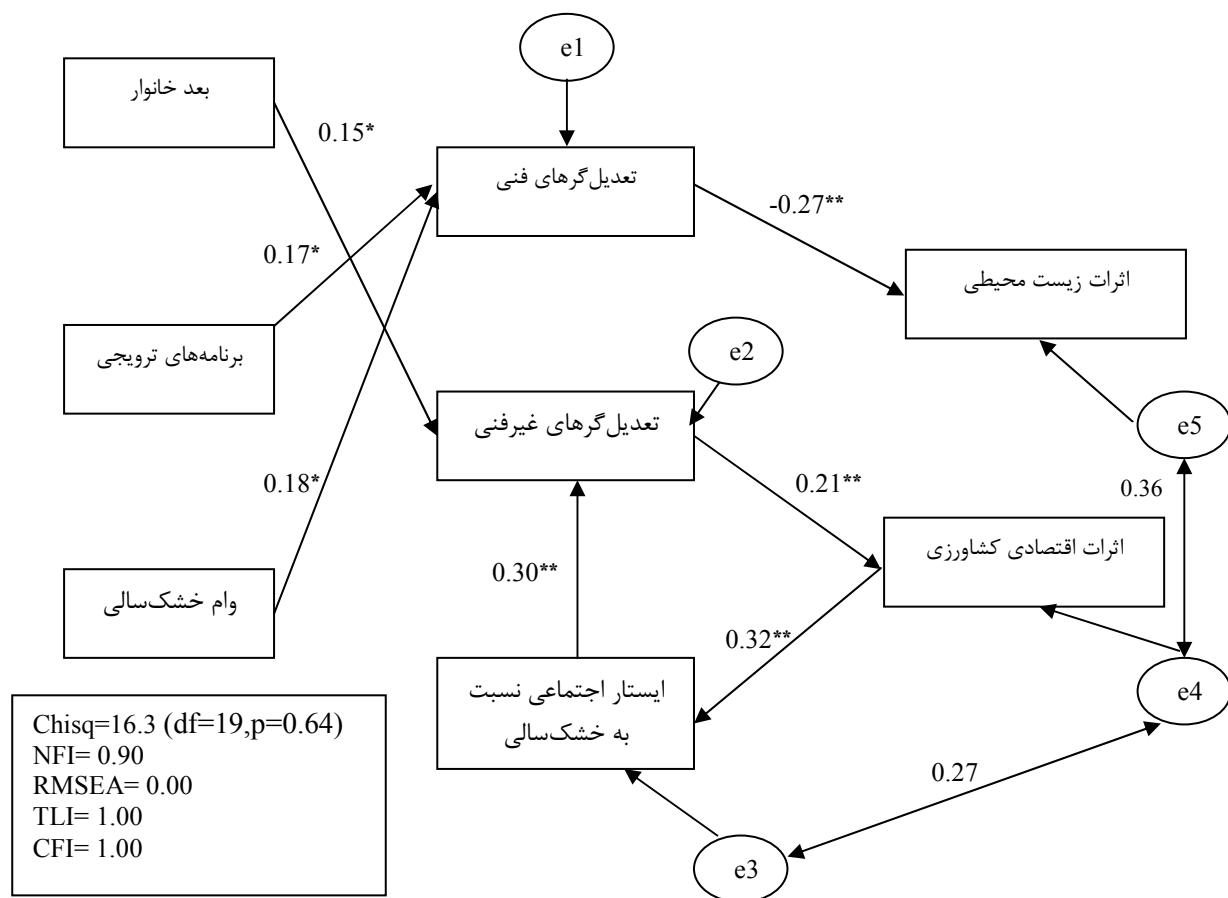 e1
بعد خانوار
0.15*
تعدیل‌گرهای فنی
-0.27**
0.17*
اثرات زیست محیطی
برنامه‌های ترویجی
e2
تعدیل‌گرهای غیرفنی
e5
0.18*
0.21**
0.36
اثرات اقتصادی کشاورزی
0.30**
وام خشک‌سالی
0.32**
ایستار اجتماعی نسبت
به خشک‌سالی
e4
Chisq=16.3 (df=19,p=0.64)
NFI= 0.90
RMSEA= 0.00
TLI= 1.00
CFI= 1.00
0.27
e3